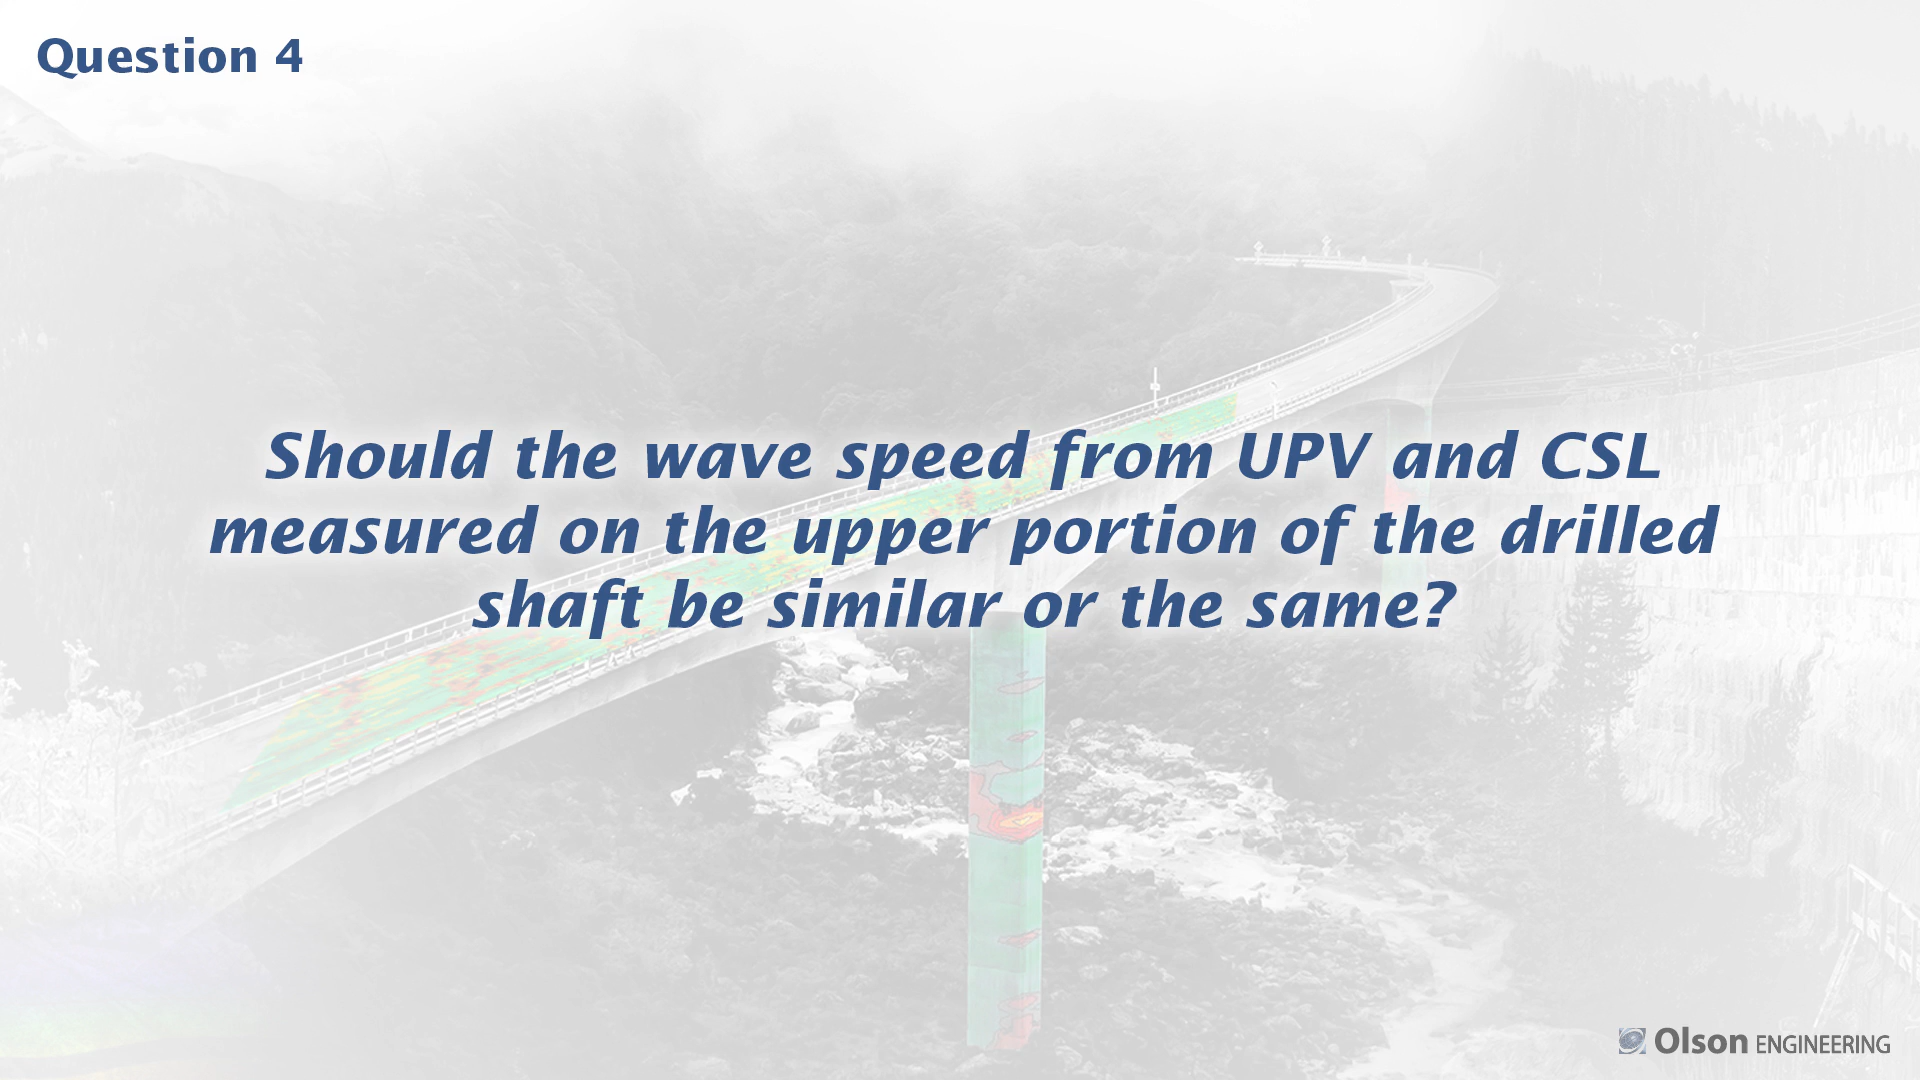 Question 4
Should the wave speed from UPV and CSL
measured on the upper portion of the drilled
shaft be similar or the same?
Olson ENGINEERING